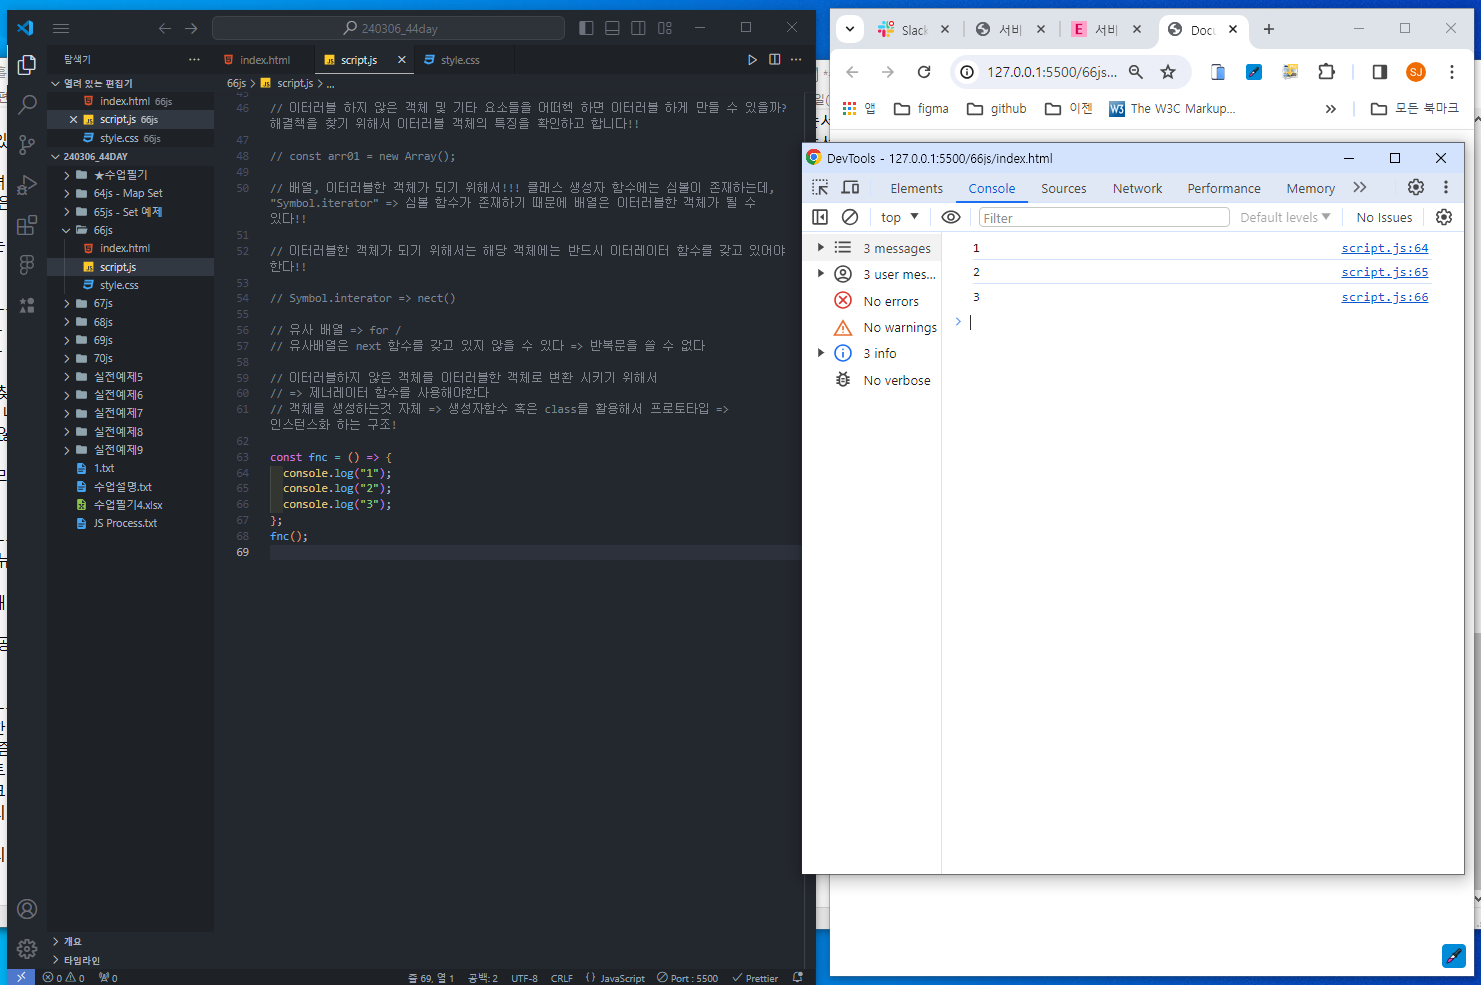 240306_44day
탐색기
열려 있는 편집기
index.html 66js
script.js 66js
style.css 66js
240306_44DAY
★수업필기
64js - Map Set
65js - Set 예제
66js
index.html
script.js
style.css
67js
68js
69js
70js
실전예제5
실전예제6
실전예제7
실전예제8
실전예제9
1.txt
수업설명.txt
수업필기4.xlsx
JS Process.txt
개요
타임라인
index.html
script.js
style.css
66js > script.js > ...
46 // 이터러블 하지 않은 객체 및 기타 요소들을 어떠헥 하면 이터러블 하게 만들 수 있을까?
해결책을 찾기 위해서 이터러블 객체의 특징을 확인하고 합니다!!
47
48 // const arr01 = new Array();
49
50 // 배열, 이터러블한 객체가 되기 위해서!!! 클래스 생성자 함수에는 심볼이 존재하는데,
"Symbol.iterator" => 심볼 함수가 존재하기 때문에 배열은 이터러블한 객체가 될 수
있다!!
51
52 // 이터러블한 객체가 되기 위해서는 해당 객체에는 반드시 이터레이터 함수를 갖고 있어야
한다!!
53
54 // Symbol.interator => nect()
55
56 // 유사 배열 => for /
57 // 유사배열은 next 함수를 갖고 있지 않을 수 있다 => 반복문을 쓸 수 없다
58
59 // 이터러블하지 않은 객체를 이터러블한 객체로 변환 시키기 위해서
60 // => 제너레이터 함수를 사용해야한다
61 // 객체를 생성하는것 자체 => 생성자함수 혹은 class를 활용해서 프로토타입 =>
인스턴스화 하는 구조!
62
63 const fnc = () => {
64 console.log("1");
65 console.log("2");
66 console.log("3");
67 };
68 fnc();
69
0 0 0
줄 69, 열 1 공백: 2 UTF-8 CRLF {} JavaScript Port : 5500 Prettier
Slack 서비 E 서비 Docu
127.0.0.1:5500/66js... SJ
앱 figma github 이젠 W3 The W3C Markup... » 모든 북마크
DevTools - 127.0.0.1:5500/66js/index.html
Elements Console Sources Network Performance Memory
top Filter Default levels No Issues
3 messages
3 user mes...
No errors
No warnings
3 info
No verbose
1 script.js:64
2 script.js:65
3 script.js:66